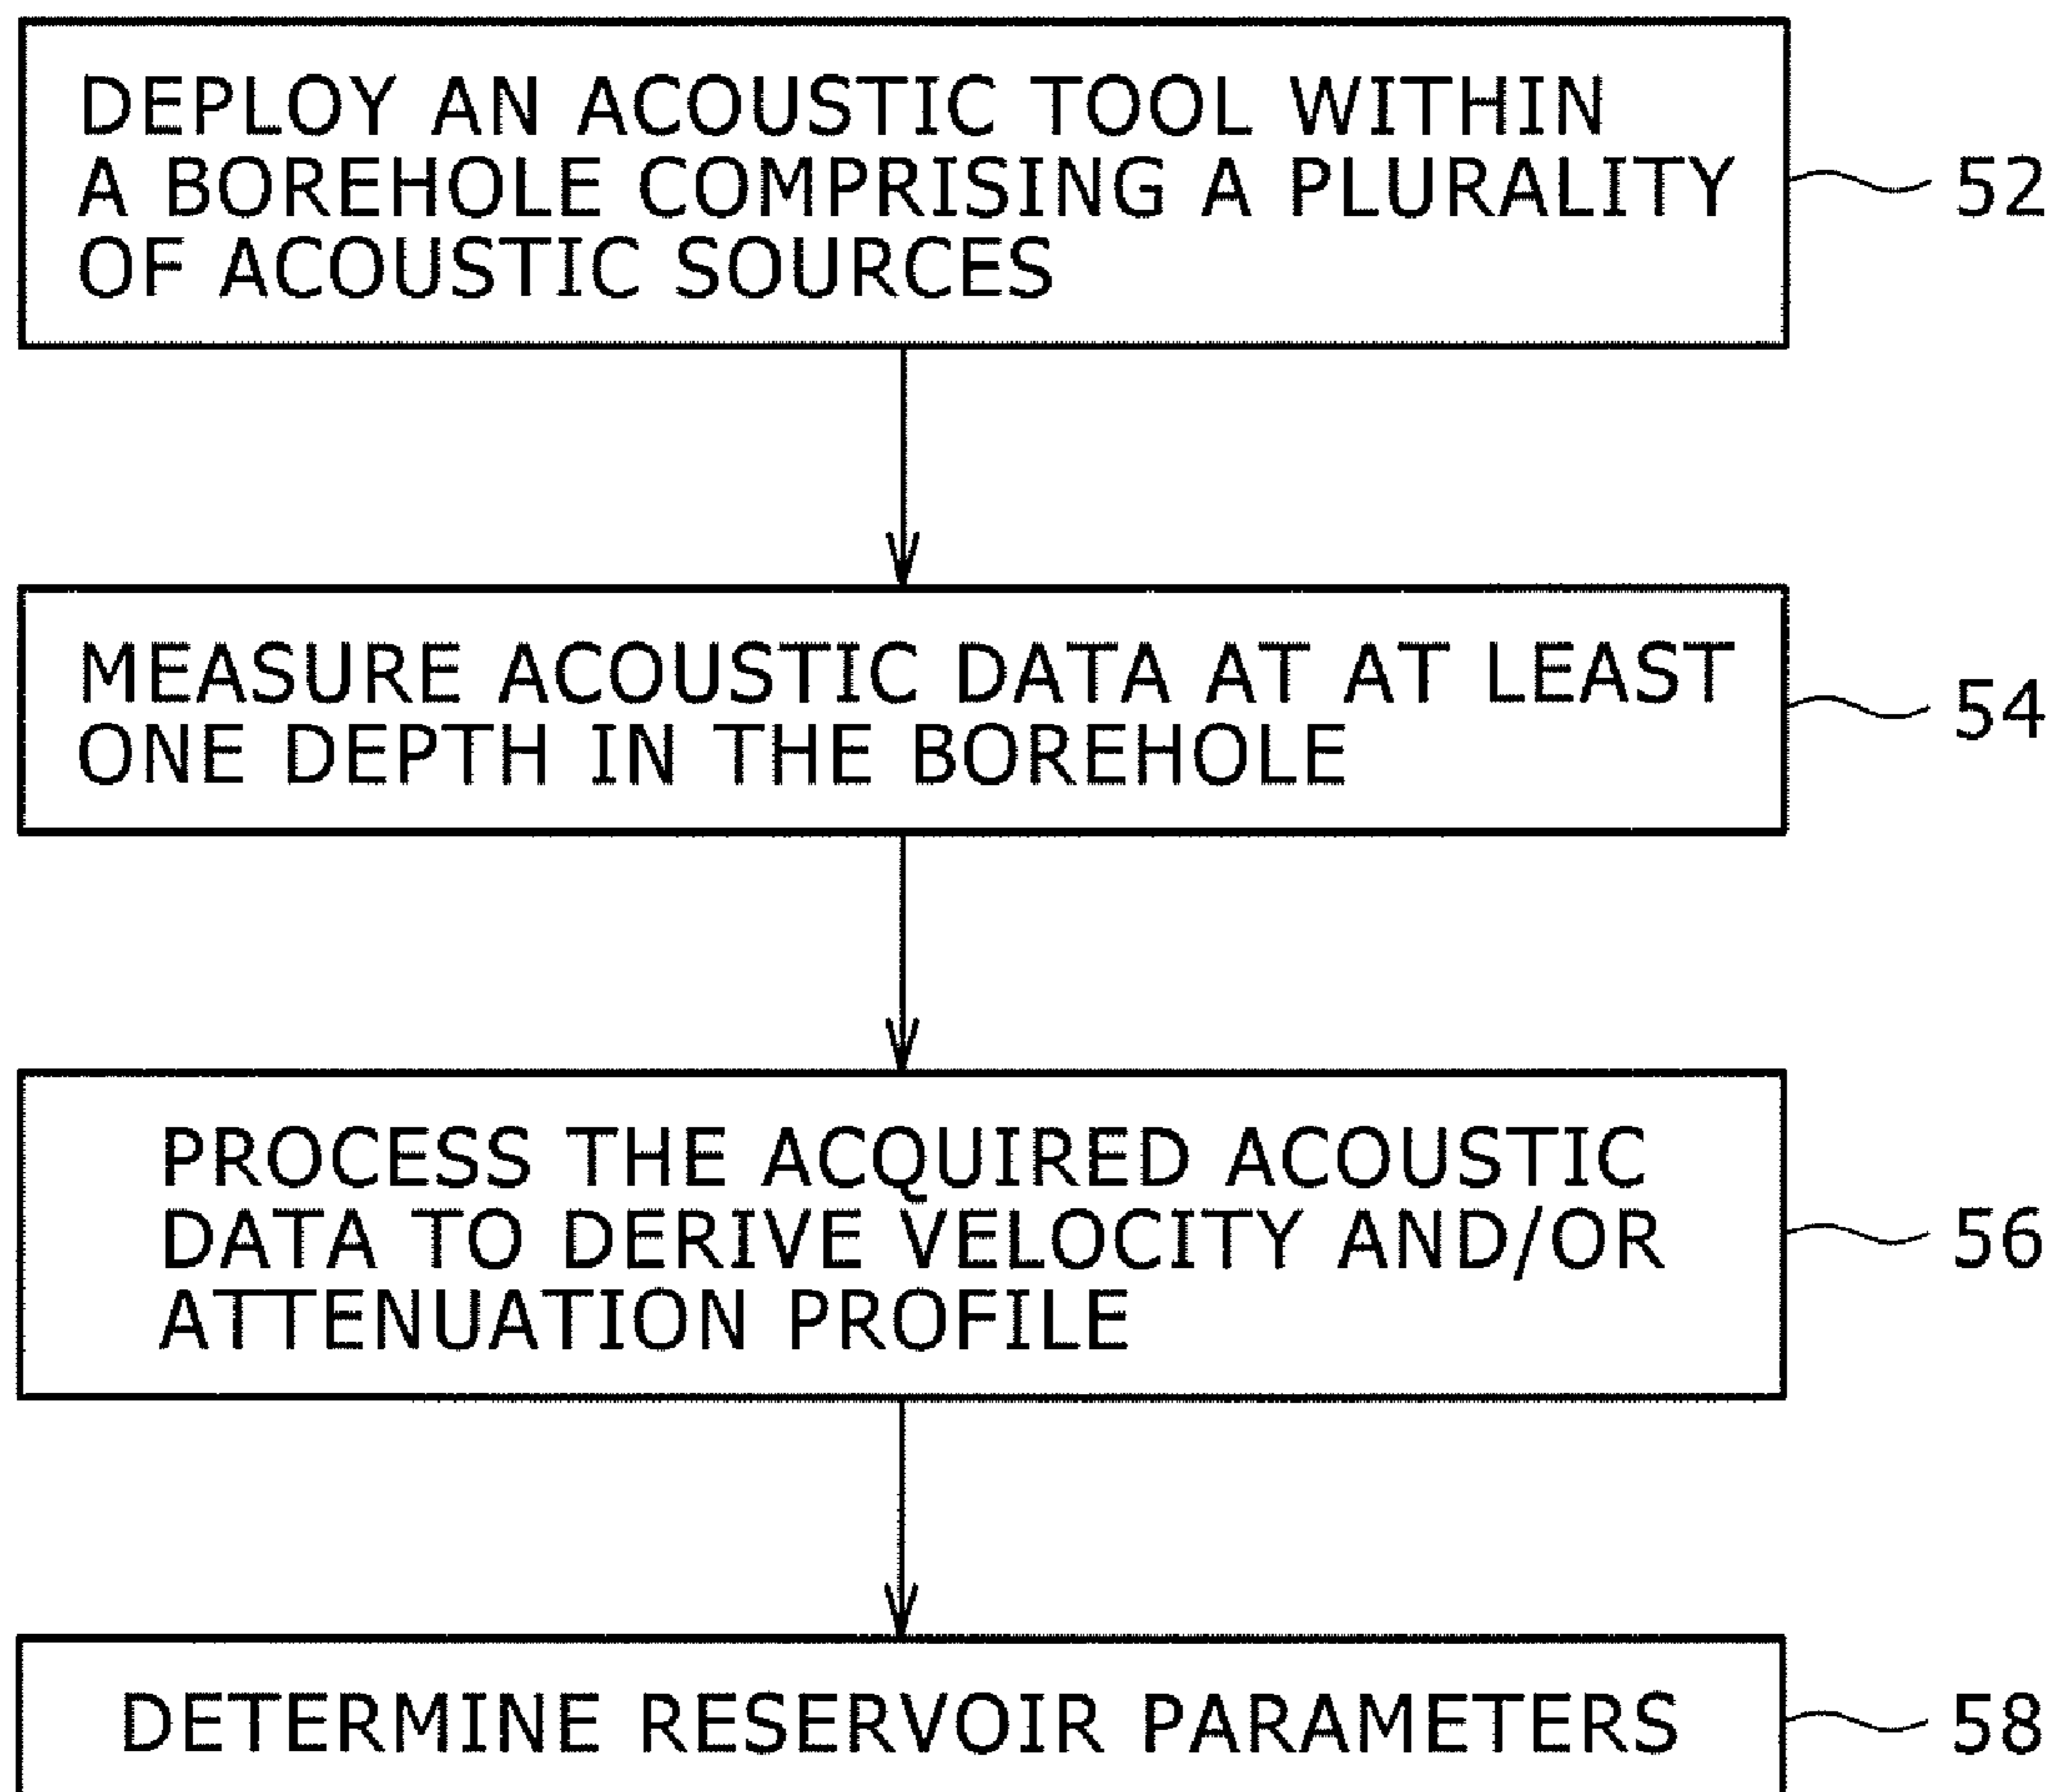 DEPLOY AN ACOUSTIC TOOL WITHIN
A BOREHOLE COMPRISING A PLURALITY
OF ACOUSTIC SOURCES
52
MEASURE ACOUSTIC DATA AT AT LEAST
ONE DEPTH IN THE BOREHOLE
54
PROCESS THE ACQUIRED ACOUSTIC
DATA TO DERIVE VELOCITY AND/OR
ATTENUATION PROFILE
56
DETERMINE RESERVOIR PARAMETERS
58